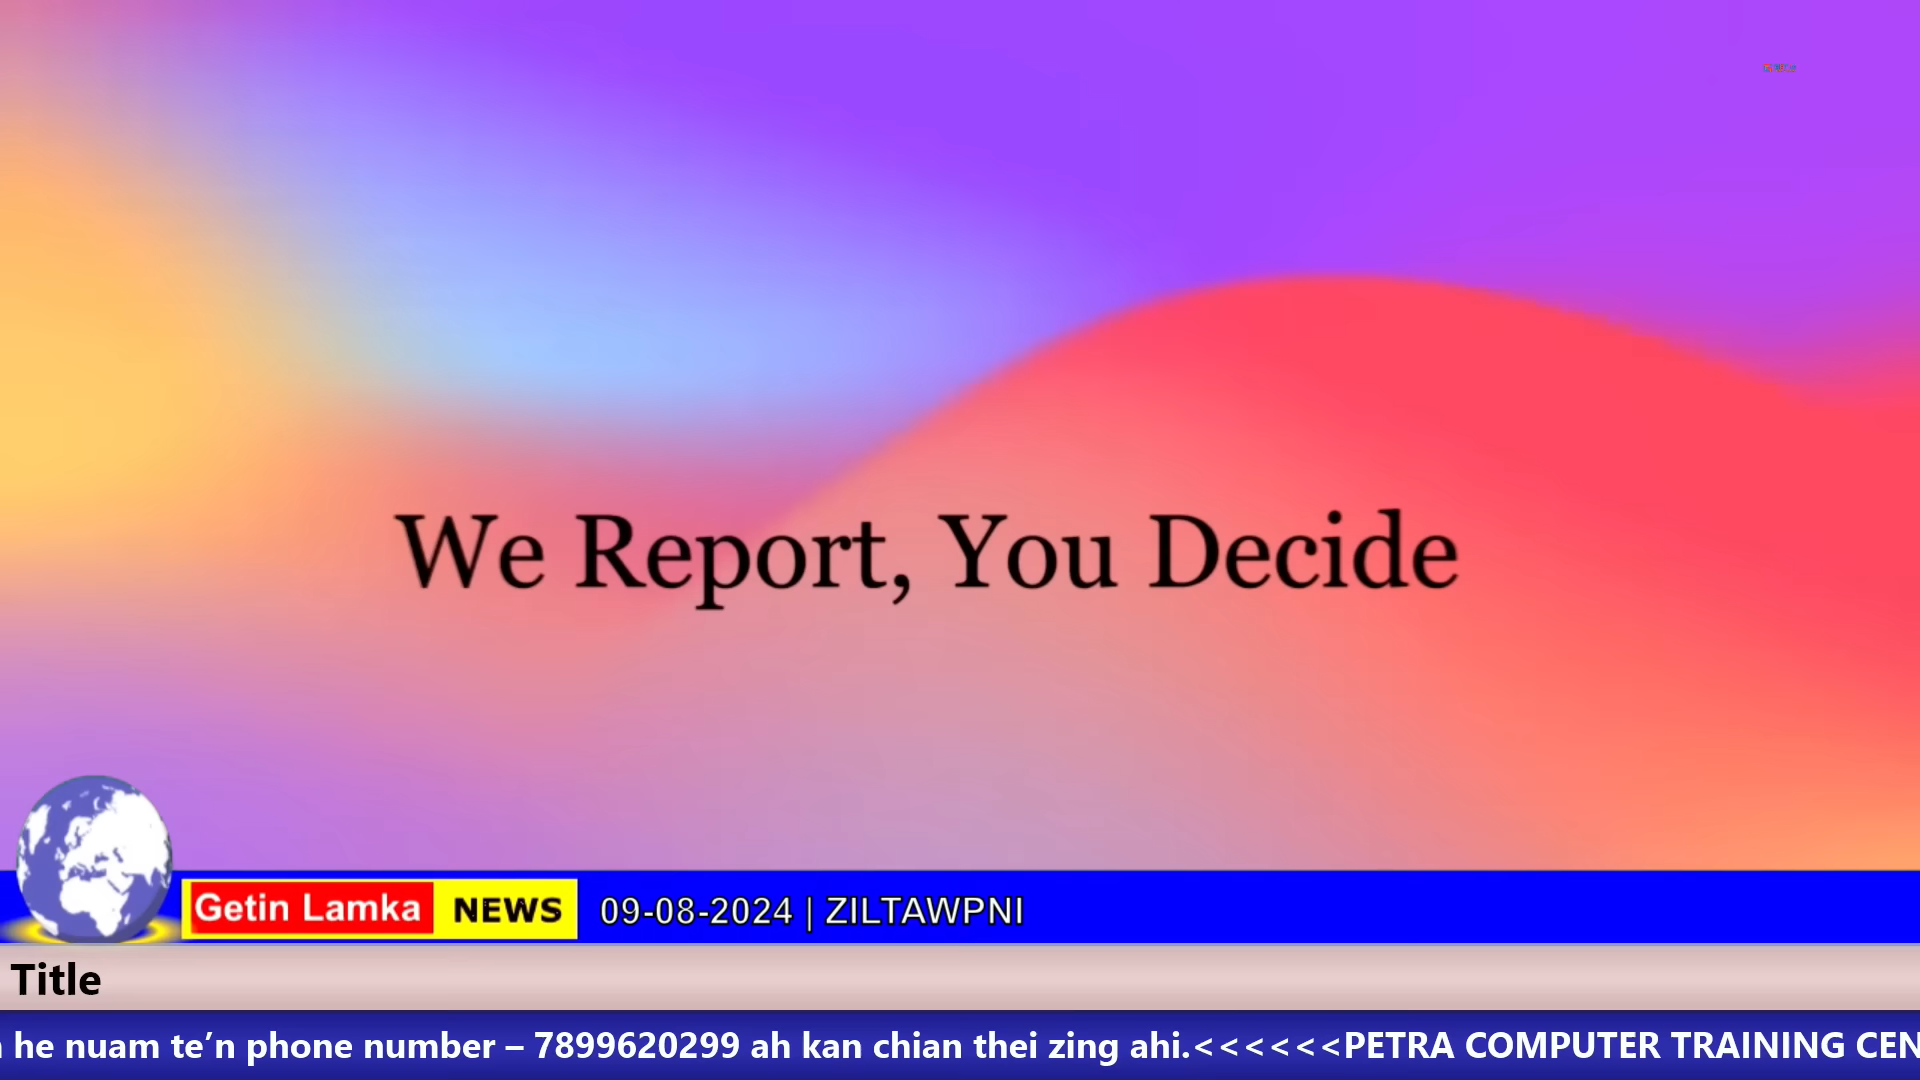 We Report, You Decide
Getin Lamka NEWS 09-08-2024 | ZILTAWPNI
Title
he nuam te’n phone number – 7899620299 ah kan chian thei zing ahi.<<<<<<PETRA COMPUTER TRAINING CEN